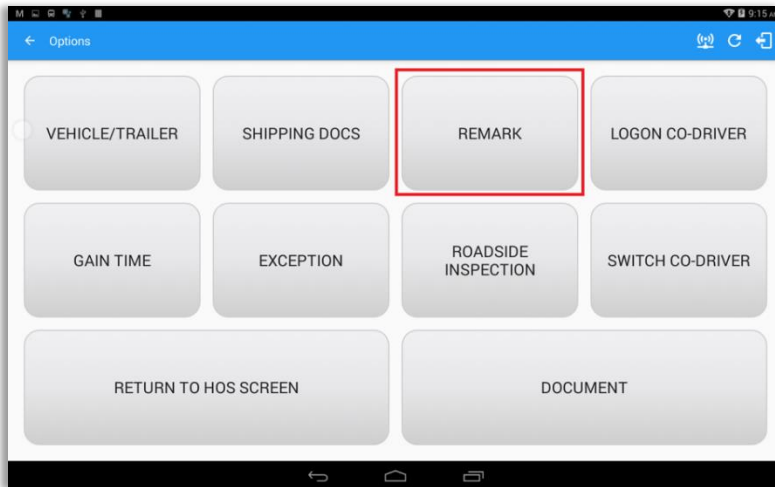 9:15 AM
Options
VEHICLE/TRAILER
SHIPPING DOCS
REMARK
LOGON CO-DRIVER
GAIN TIME
EXCEPTION
ROADSIDE
INSPECTION
SWITCH CO-DRIVER
RETURN TO HOS SCREEN
DOCUMENT